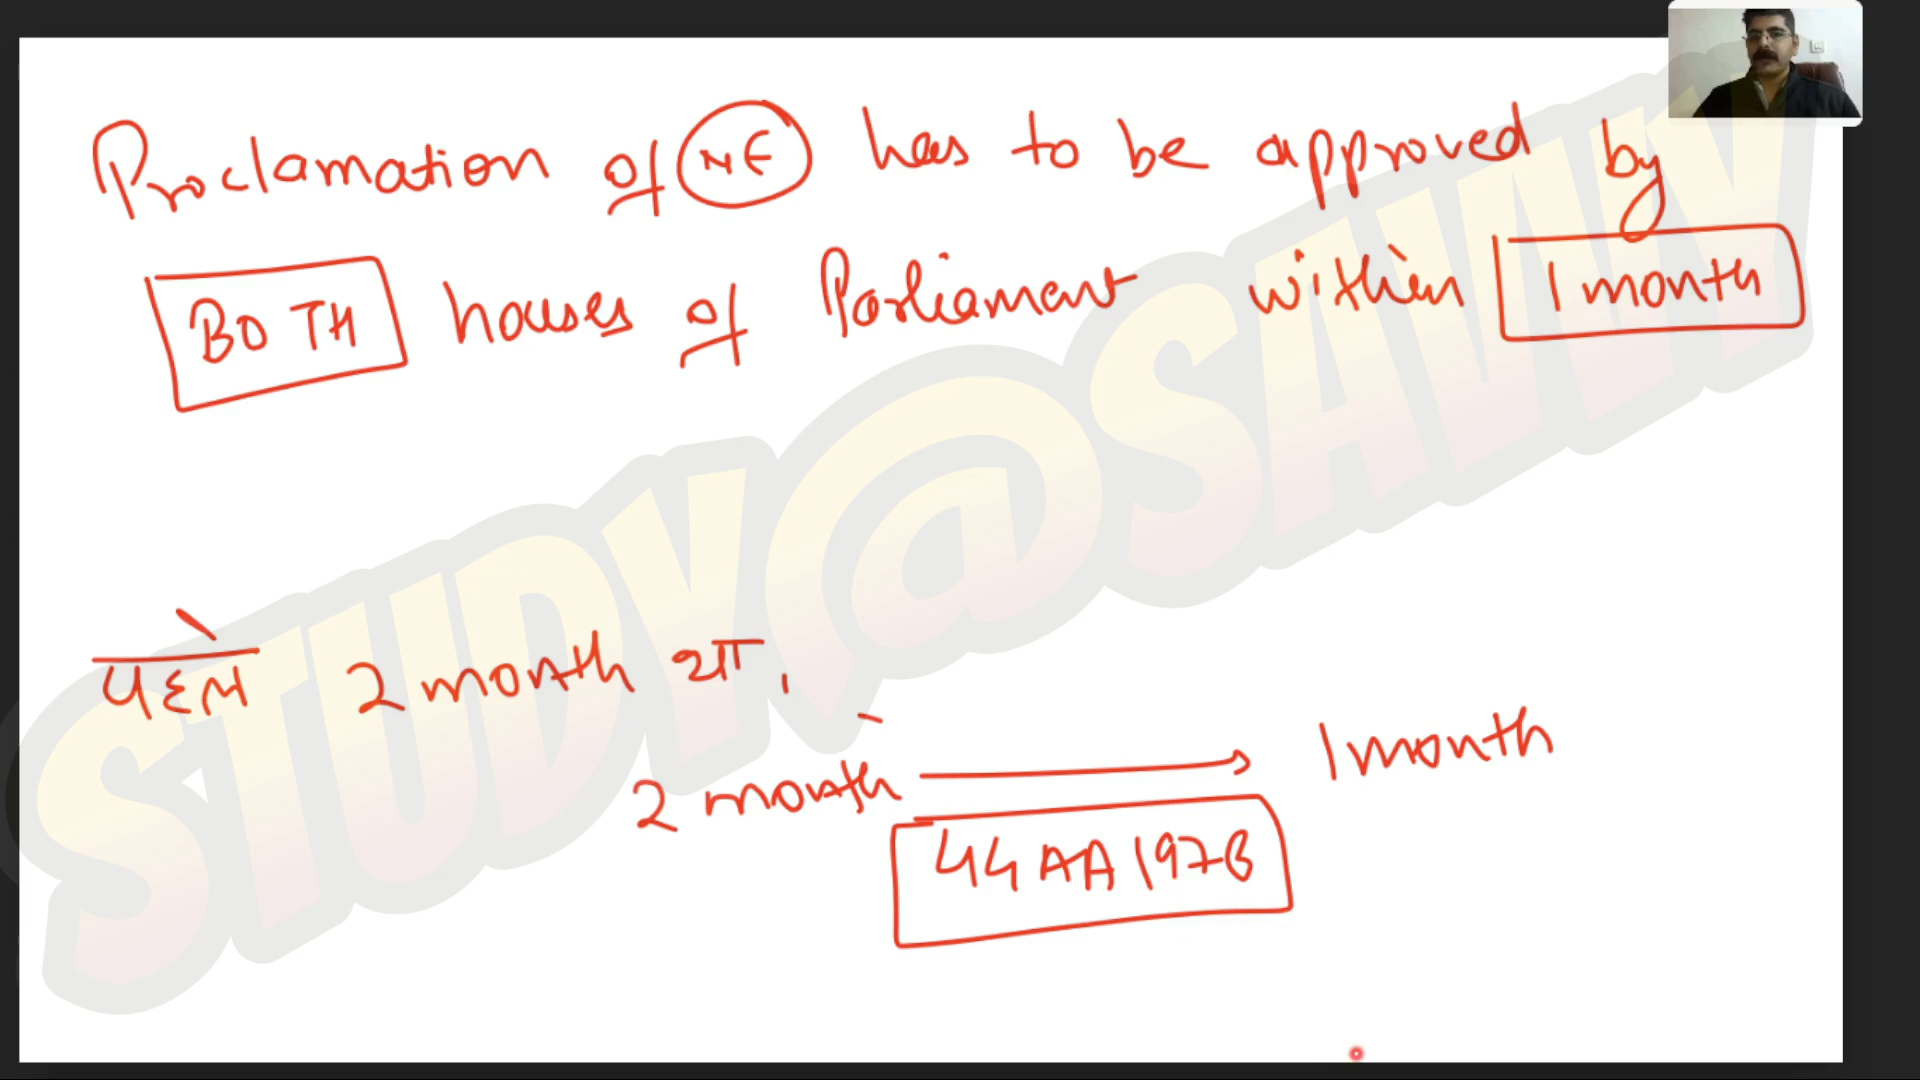 Proclamation of NE has to be approved by
BOTH houses of Parliament within 1 month
पहले 2 month था,
2 month → 1 month
44 AA 1978
STUDY@SAVVY